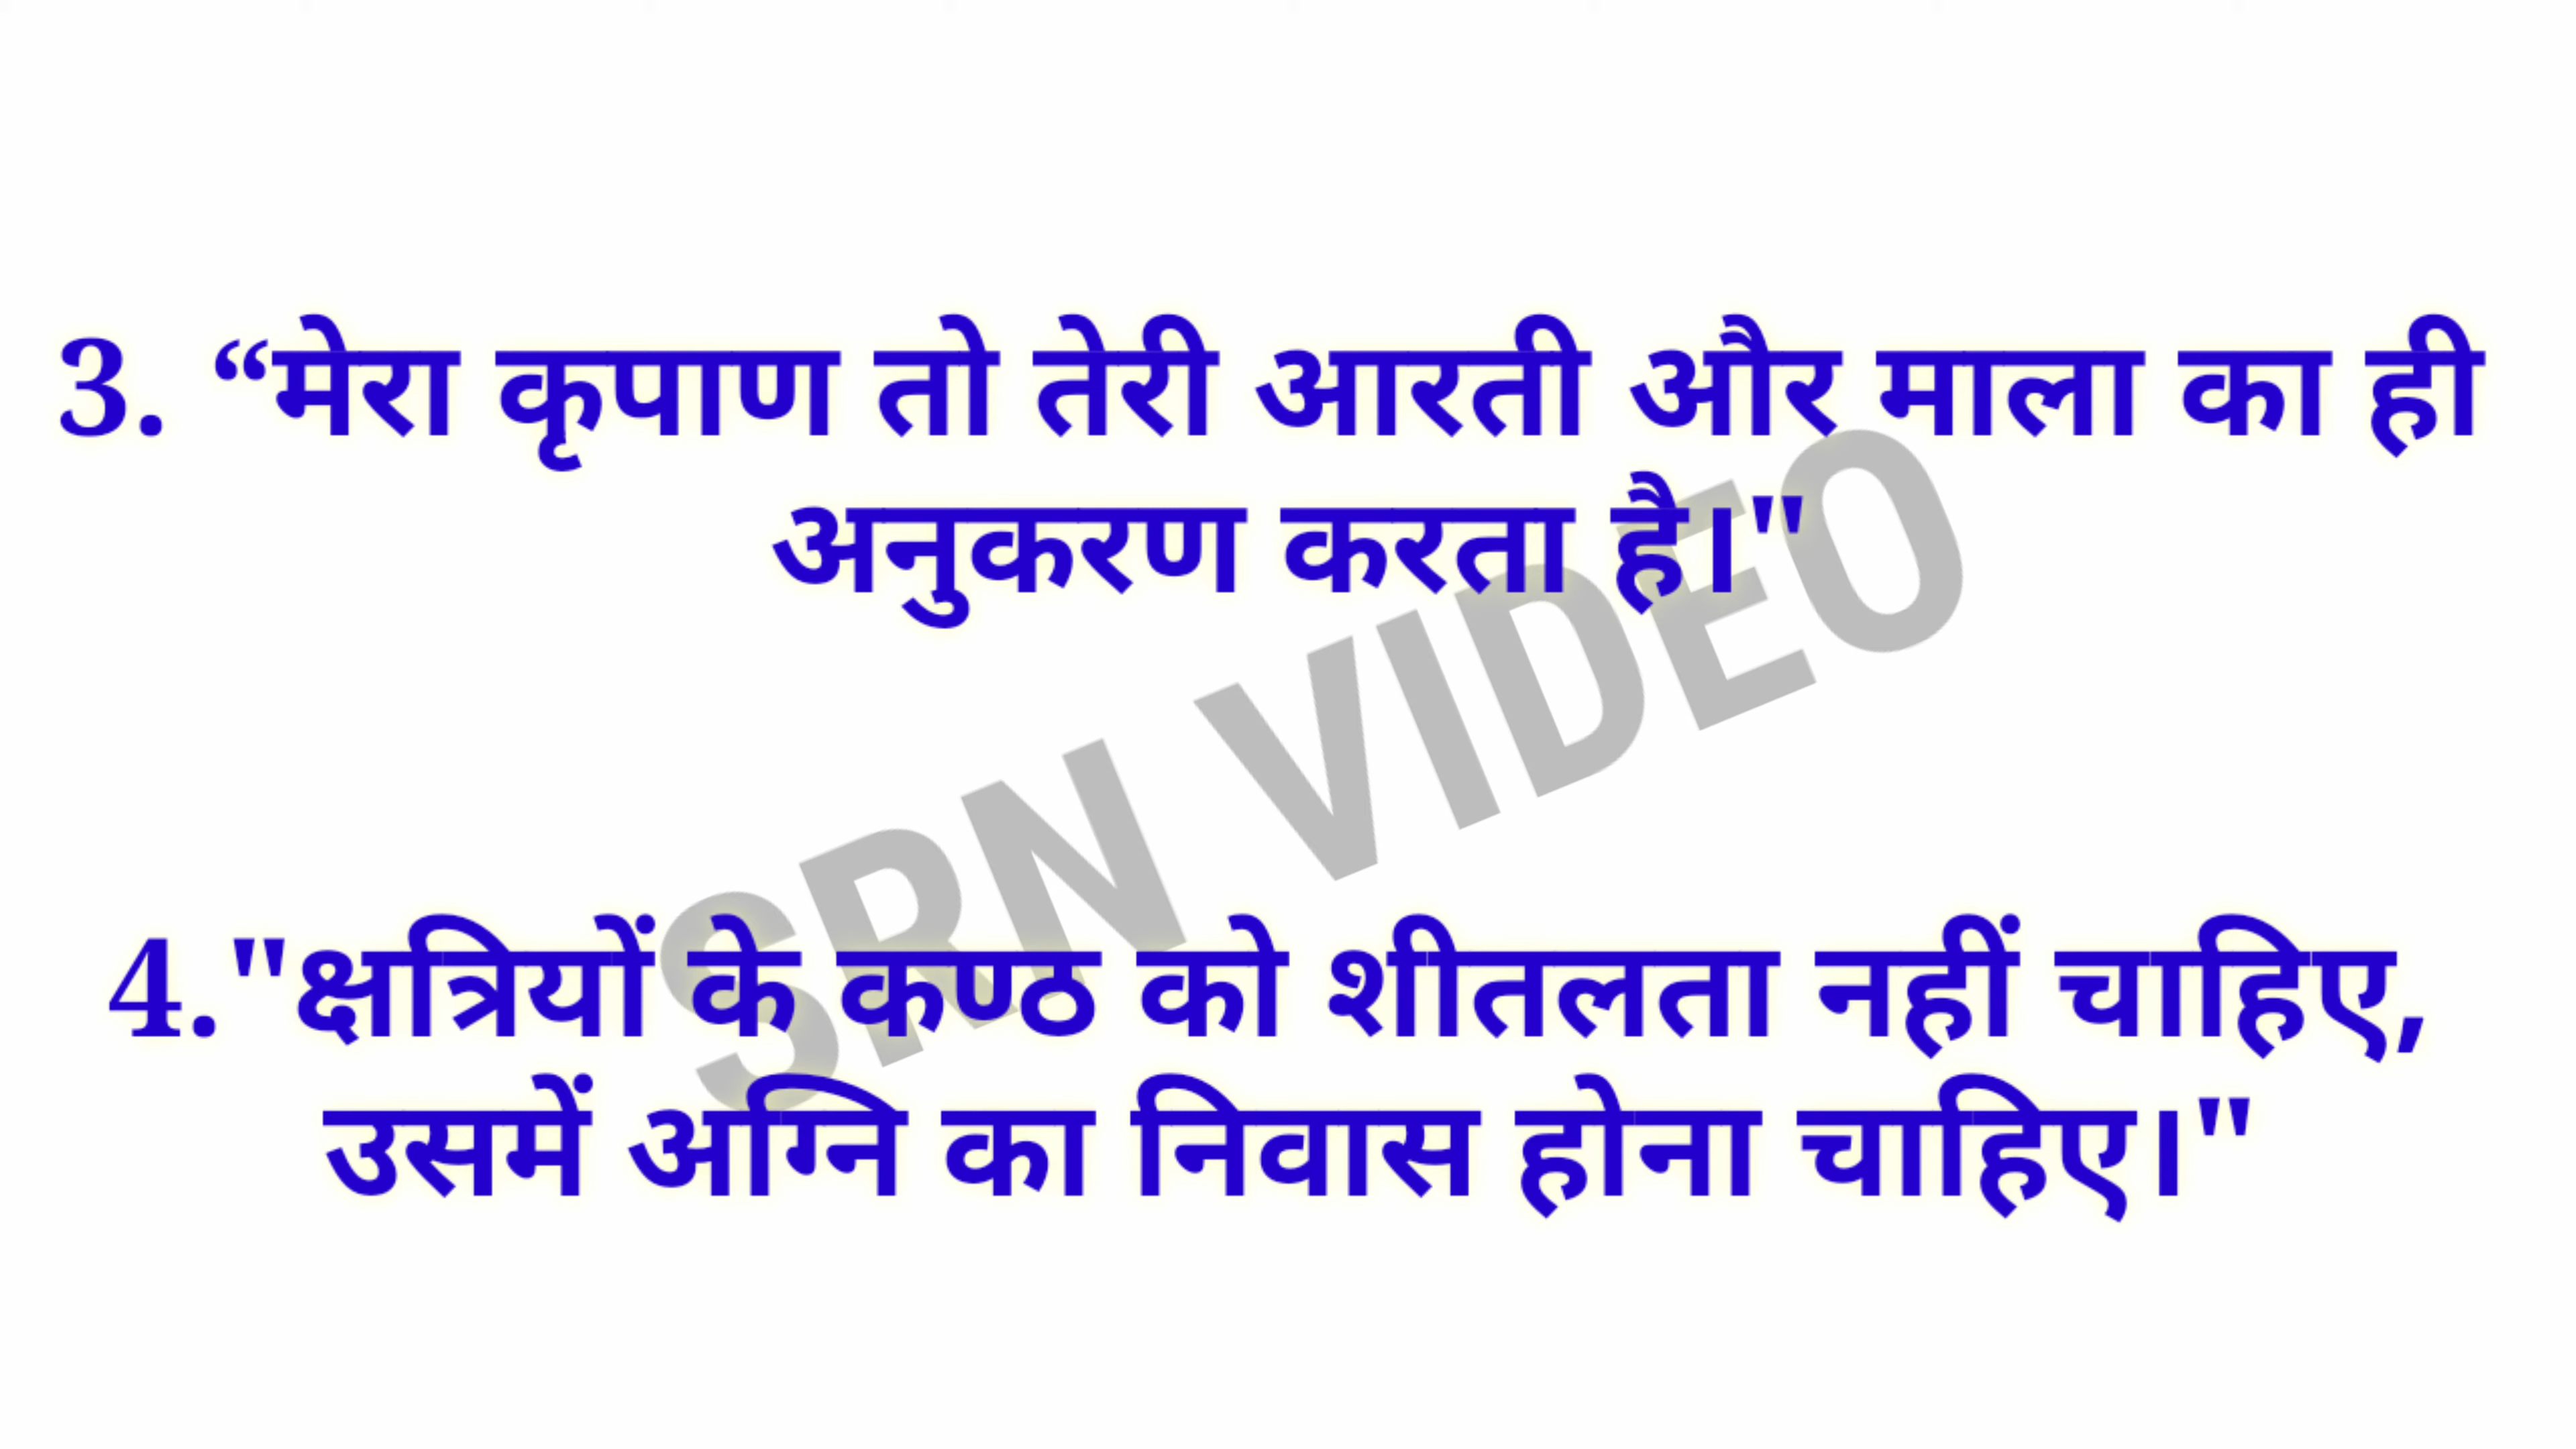 3. “मेरा कृपाण तो तेरी आरती और माला का ही
अनुकरण करता है।"
SRN VIDEO
4."क्षत्रियों के कण्ठ को शीतलता नहीं चाहिए,
उसमें अग्नि का निवास होना चाहिए।"